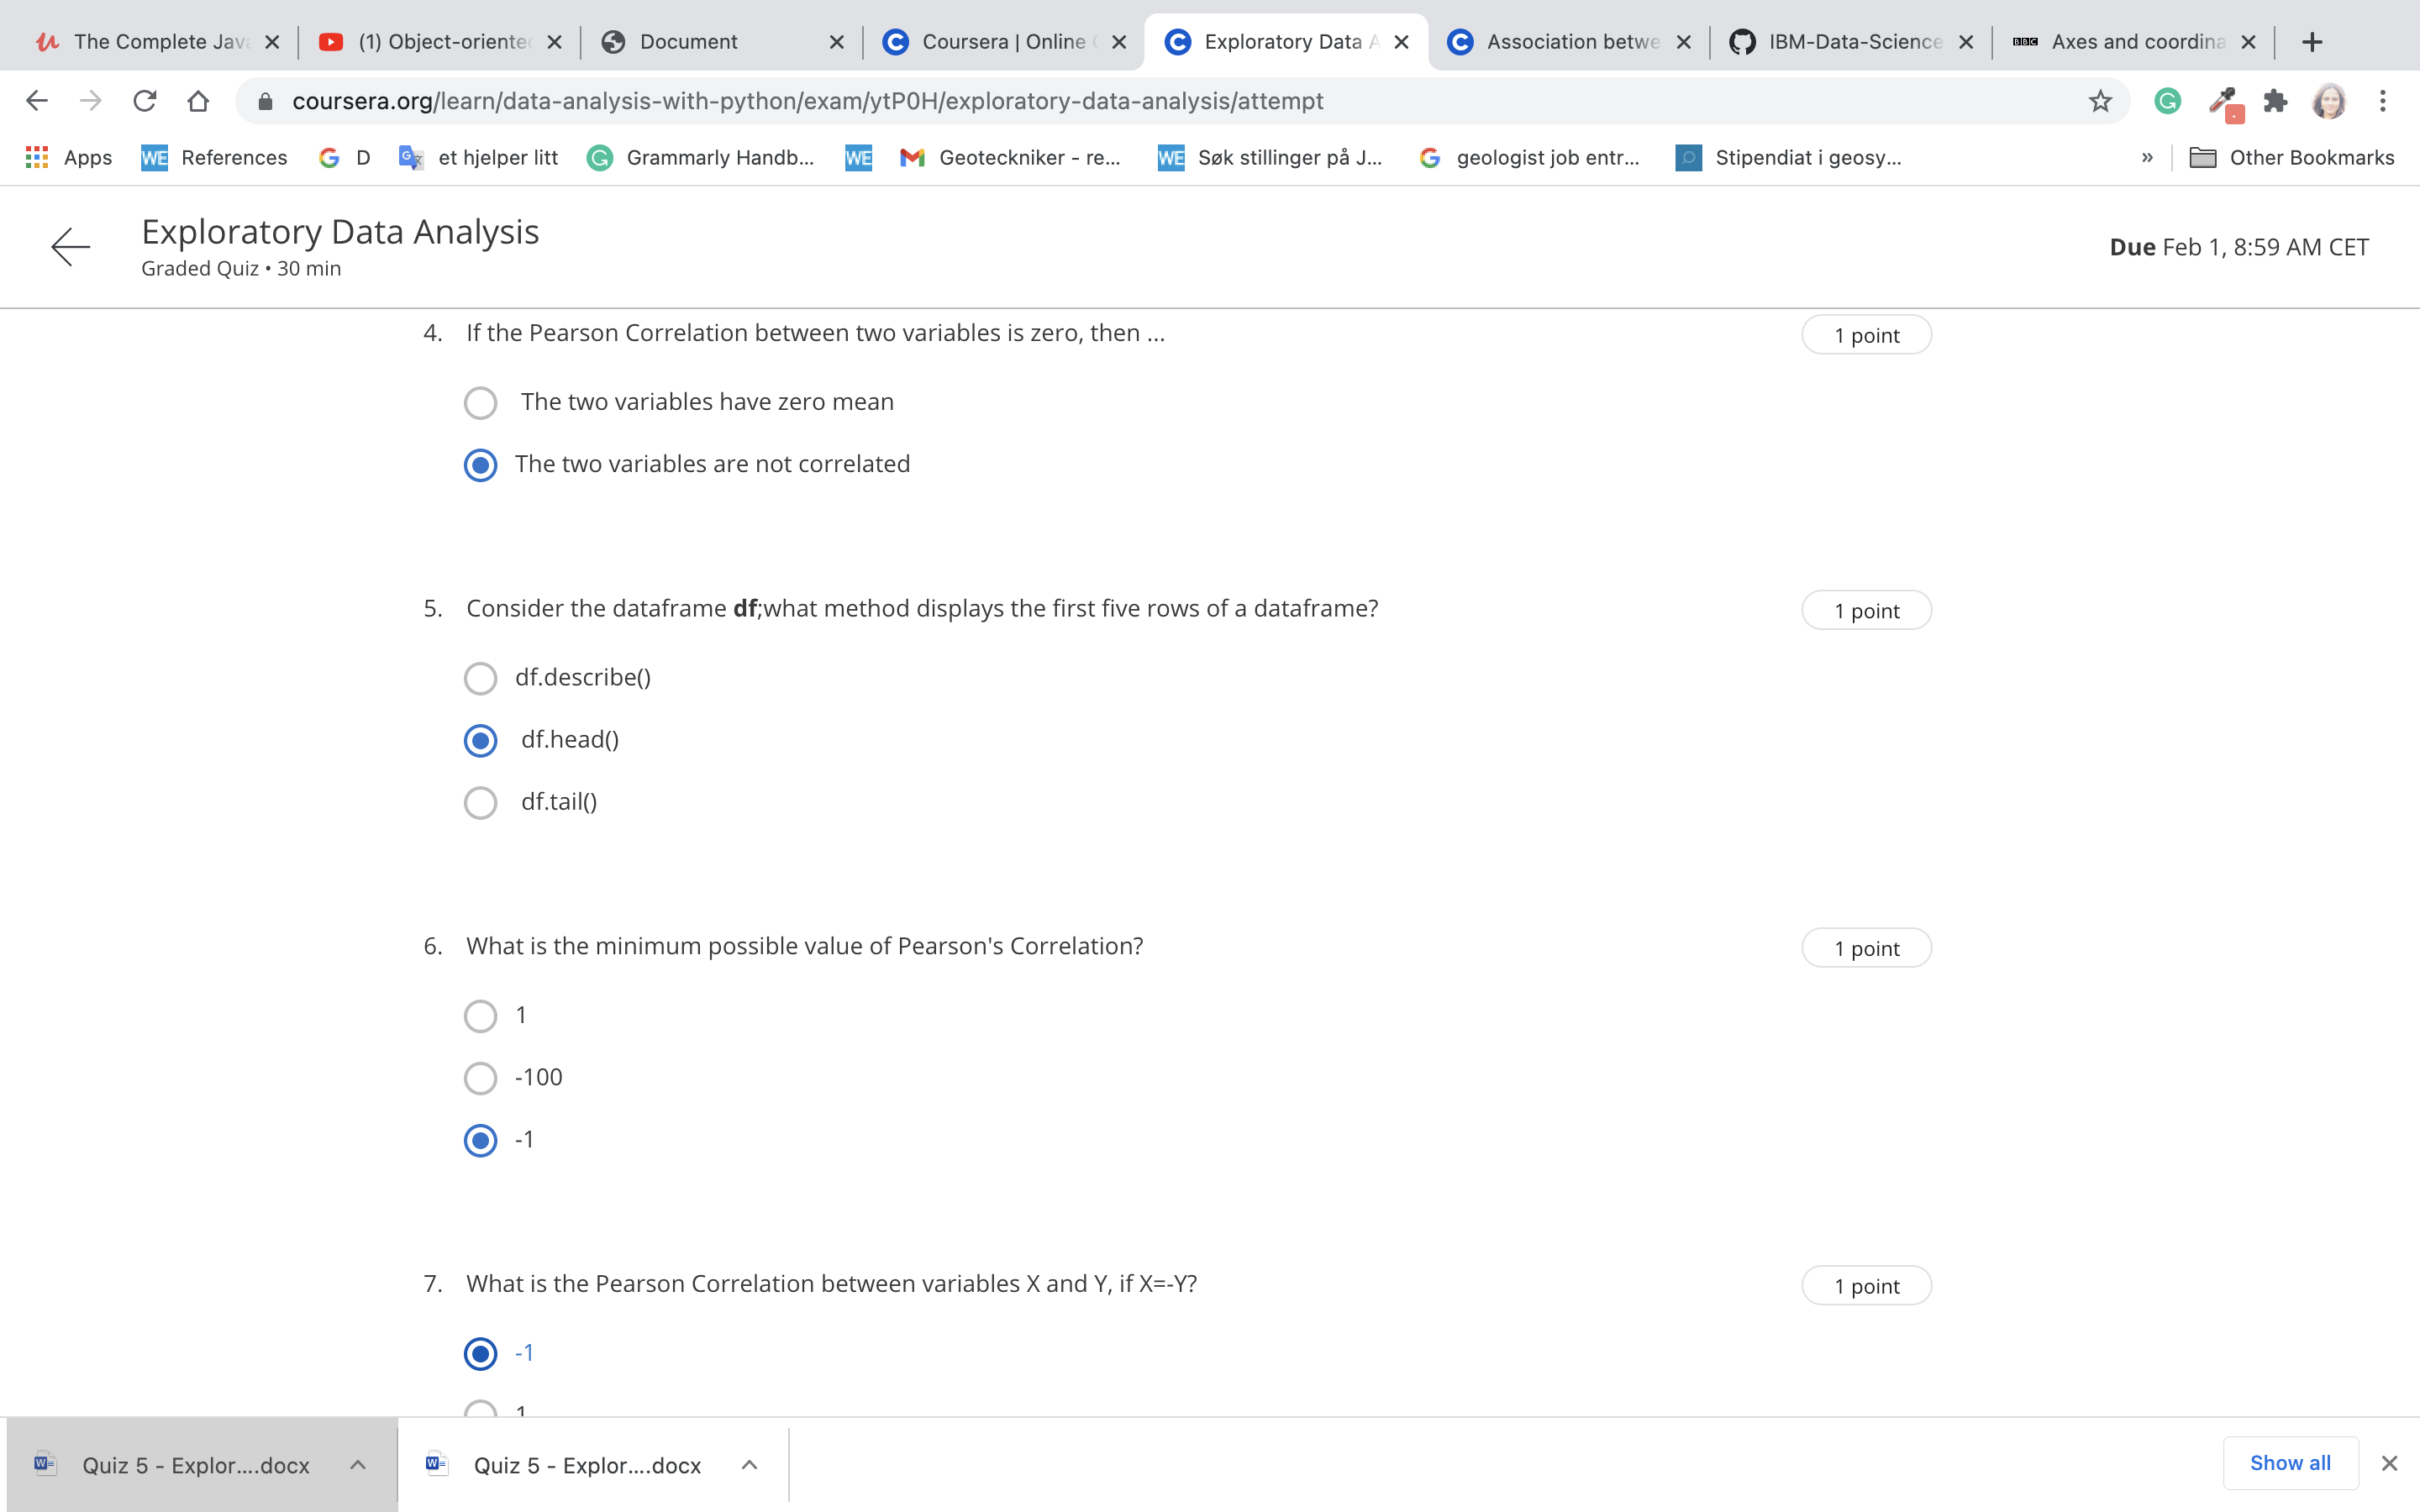 The Complete Jav
(1) Object-oriented
Document
Coursera | Online
Exploratory Data A
Association betwe
IBM-Data-Science
BBC Axes and coordina
coursera.org/learn/data-analysis-with-python/exam/ytP0H/exploratory-data-analysis/attempt
Apps
WE References
D
et hjelper litt
Grammarly Handb...
WE
Geoteckniker - re...
WE Søk stillinger på J...
geologist job entr...
Stipendiat i geosy...
»
Other Bookmarks
Exploratory Data Analysis
Graded Quiz • 30 min
Due Feb 1, 8:59 AM CET
4. If the Pearson Correlation between two variables is zero, then ...
1 point
The two variables have zero mean
The two variables are not correlated
5. Consider the dataframe df;what method displays the first five rows of a dataframe?
1 point
df.describe()
df.head()
df.tail()
6. What is the minimum possible value of Pearson's Correlation?
1 point
1
-100
-1
7. What is the Pearson Correlation between variables X and Y, if X=-Y?
1 point
-1
1
Quiz 5 - Explor....docx
Quiz 5 - Explor....docx
Show all